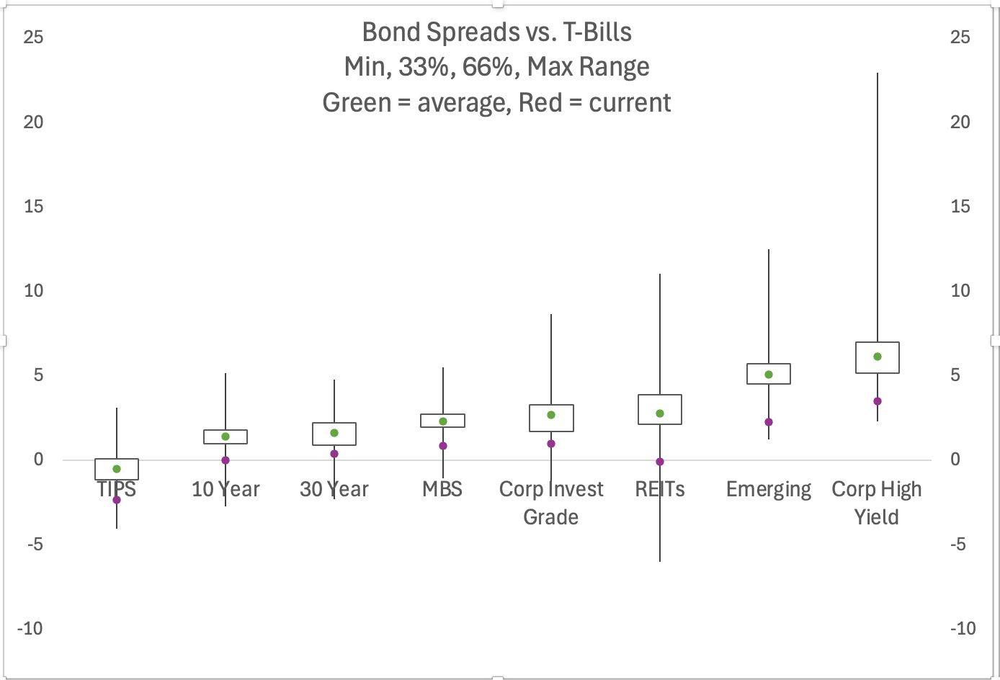 Bond Spreads vs. T-Bills
Min, 33%, 66%, Max Range
Green = average, Red = current
25 25
20 20
15 15
10 10
5 5
0 0
TIPS 10 Year 30 Year MBS Corp Invest Grade REITs Emerging Corp High Yield
-5 -5
-10 -10